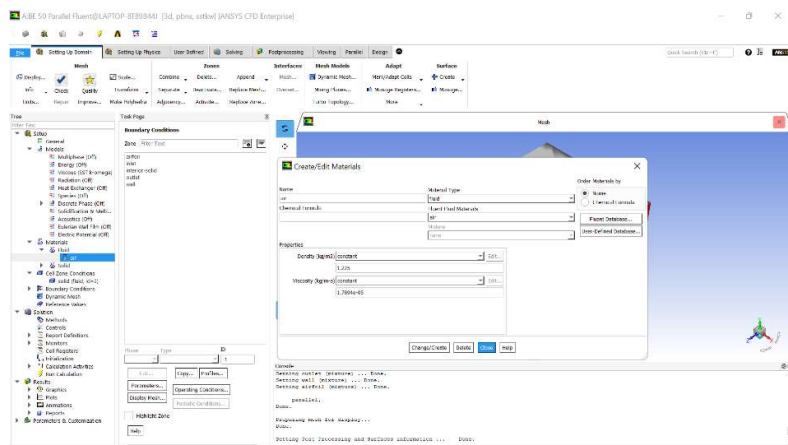 A:BE 50 Parallel Fluent@LAPTOP-8T89844J [3d, pbns, sstkw] [ANSYS CFD Enterprise]
File
Setting Up Domain
Setting Up Physics
User Defined
Solving
Postprocessing
Viewing
Parallel
Design
Quick Search (Ctrl+F)
Mesh
Zones
Interfaces
Mesh Models
Adapt
Surface
Display...
Scale...
Combine
Delete...
Append
Mesh...
Dynamic Mesh...
Mark/Adapt Cells
Create
Info
Check
Quality
Transform
Separate
Deactivate...
Replace Mesh...
Overset...
Mixing Planes...
Manage Registers...
Manage...
Units...
Repair
Improve...
Make Polyhedra
Adjacency...
Activate...
Replace Zone...
Turbo Topology...
More
Tree
Filter Text
Setup
General
Models
Multiphase (Off)
Energy (Off)
Viscous (SST k-omega)
Radiation (Off)
Heat Exchanger (Off)
Species (Off)
Discrete Phase (Off)
Solidification & Melti...
Acoustics (Off)
Eulerian Wall Film (Off)
Electric Potential (Off)
Materials
Fluid
air
Solid
Cell Zone Conditions
solid (fluid, id=2)
Boundary Conditions
Dynamic Mesh
Reference Values
Solution
Methods
Controls
Report Definitions
Monitors
Cell Registers
Initialization
Calculation Activities
Run Calculation
Results
Graphics
Plots
Animations
Reports
Parameters & Customization
Task Page
Boundary Conditions
Zone Filter Text
airfoil
inlet
interior-solid
outlet
wall
Phase
Type
ID
1
Edit...
Copy...
Profiles...
Parameters...
Operating Conditions...
Display Mesh...
Periodic Conditions...
Highlight Zone
Help
Mesh
Create/Edit Materials
Name
air
Chemical Formula
Material Type
fluid
Fluent Fluid Materials
air
Mixture
none
Order Materials by
Name
Chemical Formula
Fluent Database...
User-Defined Database...
Properties
Density (kg/m3) constant
Edit...
1.225
Viscosity (kg/m-s) constant
Edit...
1.7894e-05
Change/Create
Delete
Close
Help
Console
Setting outlet (mixture) ... Done.
Setting wall (mixture) ... Done.
Setting airfoil (mixture) ... Done.
parallel,
Done.
Preparing mesh for display...
Done.
Setting Post Processing and Surfaces information ... Done.